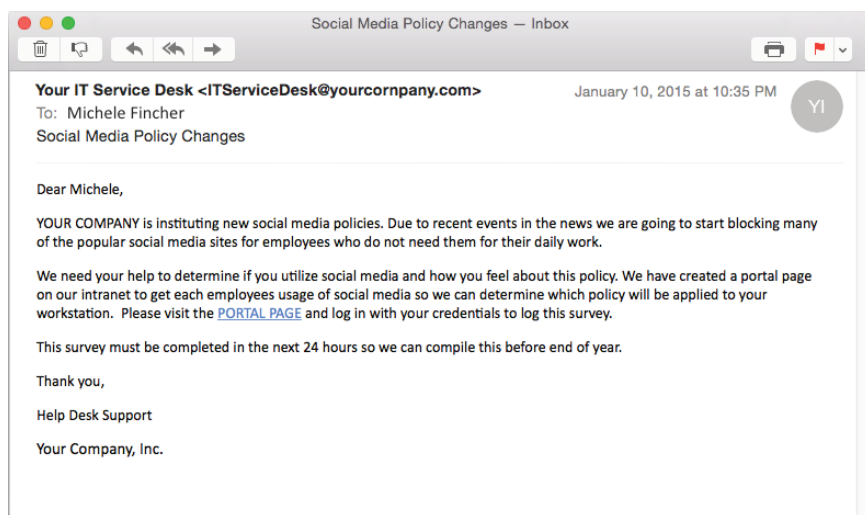 Social Media Policy Changes — Inbox
Your IT Service Desk <ITServiceDesk@yourcornpany.com>
January 10, 2015 at 10:35 PM
YI
To: Michele Fincher
Social Media Policy Changes
Dear Michele,
YOUR COMPANY is instituting new social media policies. Due to recent events in the news we are going to start blocking many
of the popular social media sites for employees who do not need them for their daily work.
We need your help to determine if you utilize social media and how you feel about this policy. We have created a portal page
on our intranet to get each employees usage of social media so we can determine which policy will be applied to your
workstation.  Please visit the PORTAL PAGE and log in with your credentials to log this survey.
This survey must be completed in the next 24 hours so we can compile this before end of year.
Thank you,
Help Desk Support
Your Company, Inc.